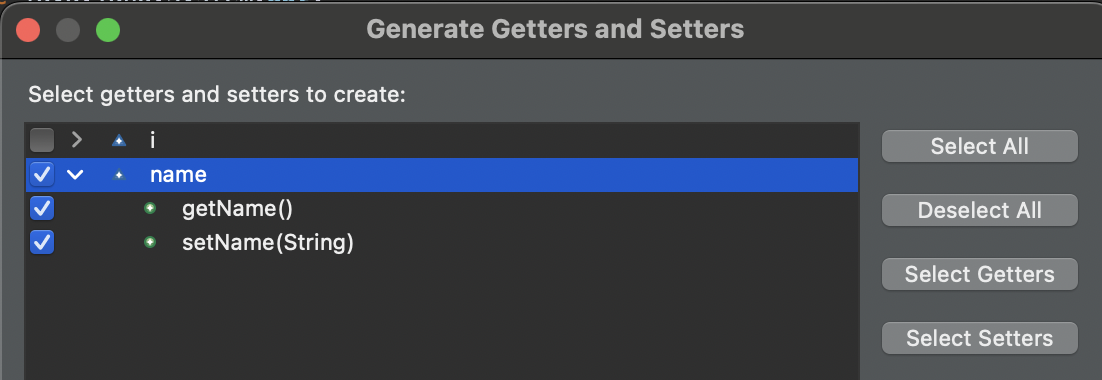 Generate Getters and Setters
Select getters and setters to create:
i
name
getName()
setName(String)
Select All
Deselect All
Select Getters
Select Setters